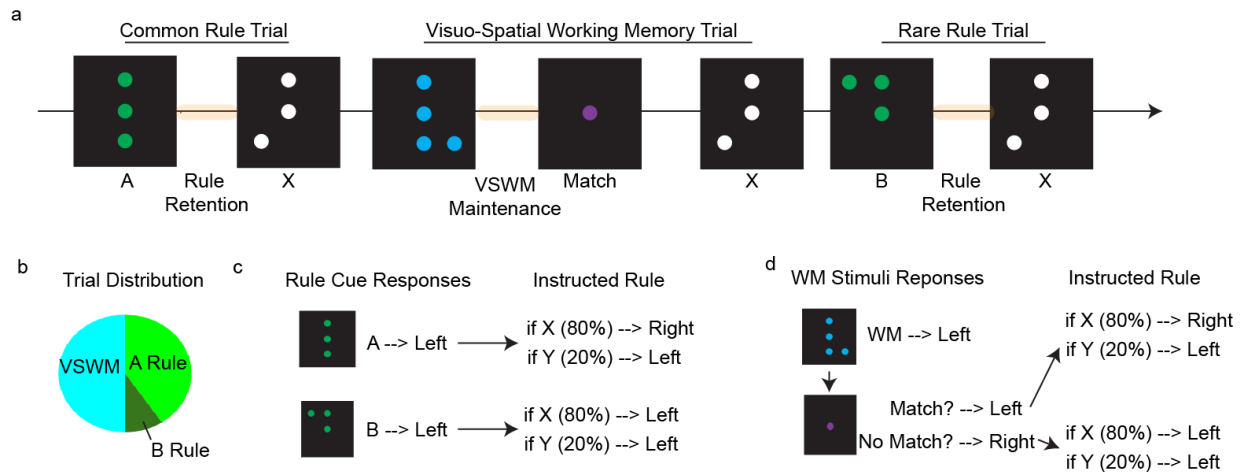 a
Common Rule Trial
Visuo-Spatial Working Memory Trial
Rare Rule Trial
A
Rule
Retention
X
VSWM
Maintenance
Match
X
B
Rule
Retention
X
b
Trial Distribution
VSWM
A Rule
B Rule
c
Rule Cue Responses
Instructed Rule
A --> Left
if X (80%) --> Right
if Y (20%) --> Left
B --> Left
if X (80%) --> Left
if Y (20%) --> Left
d
WM Stimuli Reponses
Instructed Rule
WM --> Left
if X (80%) --> Right
if Y (20%) --> Left
Match? --> Left
No Match? --> Right
if X (80%) --> Left
if Y (20%) --> Left